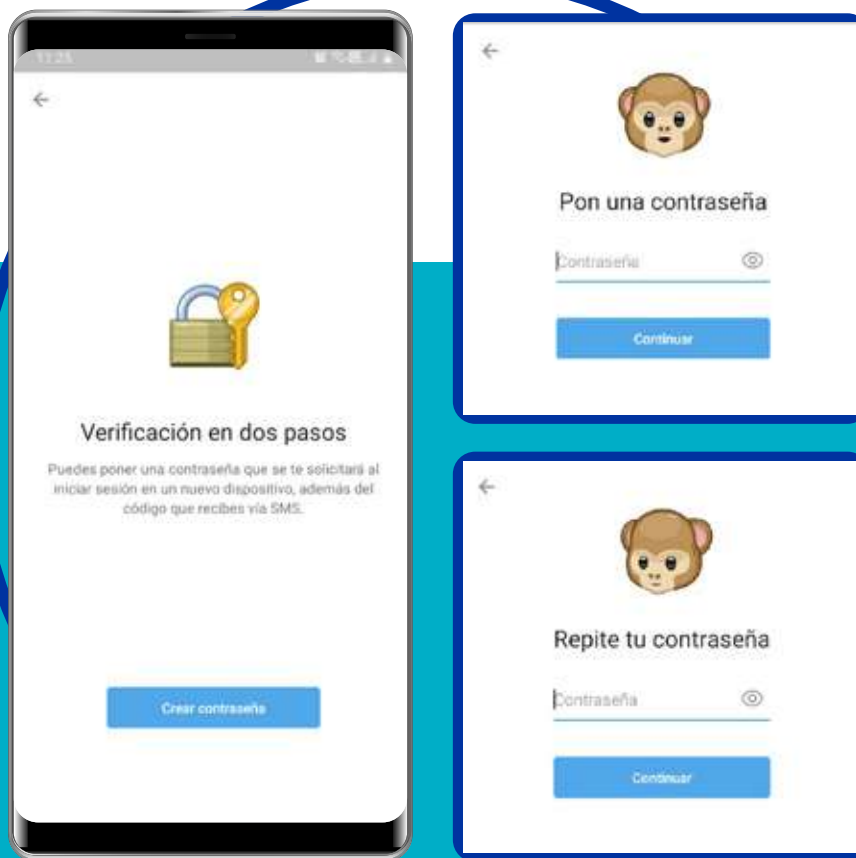 11:25
Verificación en dos pasos
Puedes poner una contraseña que se te solicitará al
iniciar sesión en un nuevo dispositivo, además del
código que recibes vía SMS.
Crear contraseña
Pon una contraseña
Contraseña
Continuar
Repite tu contraseña
Contraseña
Continuar